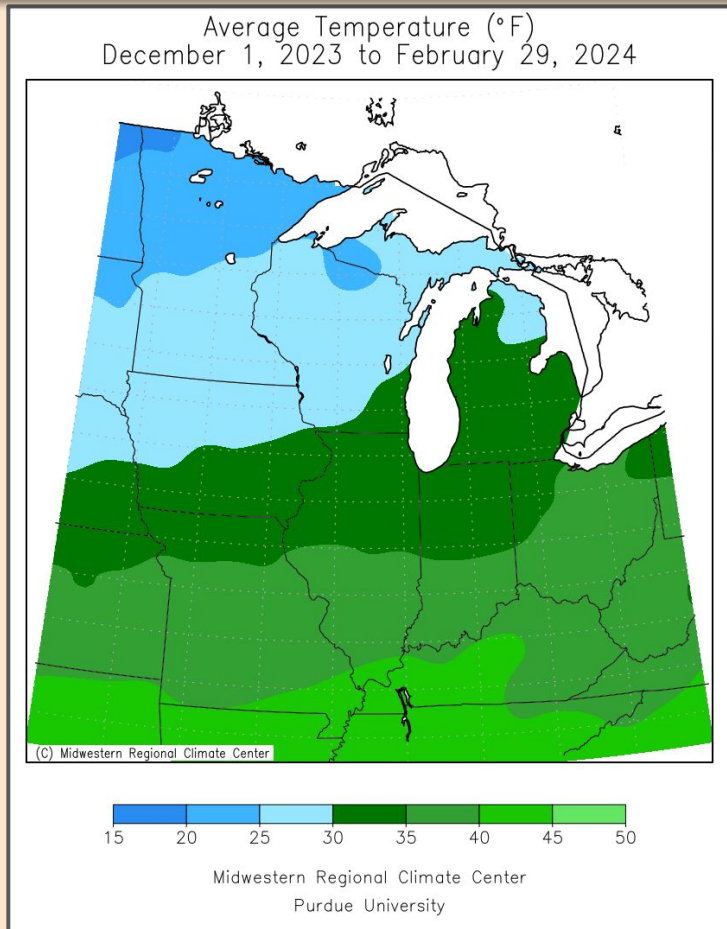 Average Temperature (°F)
December 1, 2023 to February 29, 2024
(C) Midwestern Regional Climate Center
15 20 25 30 35 40 45 50
Midwestern Regional Climate Center
Purdue University